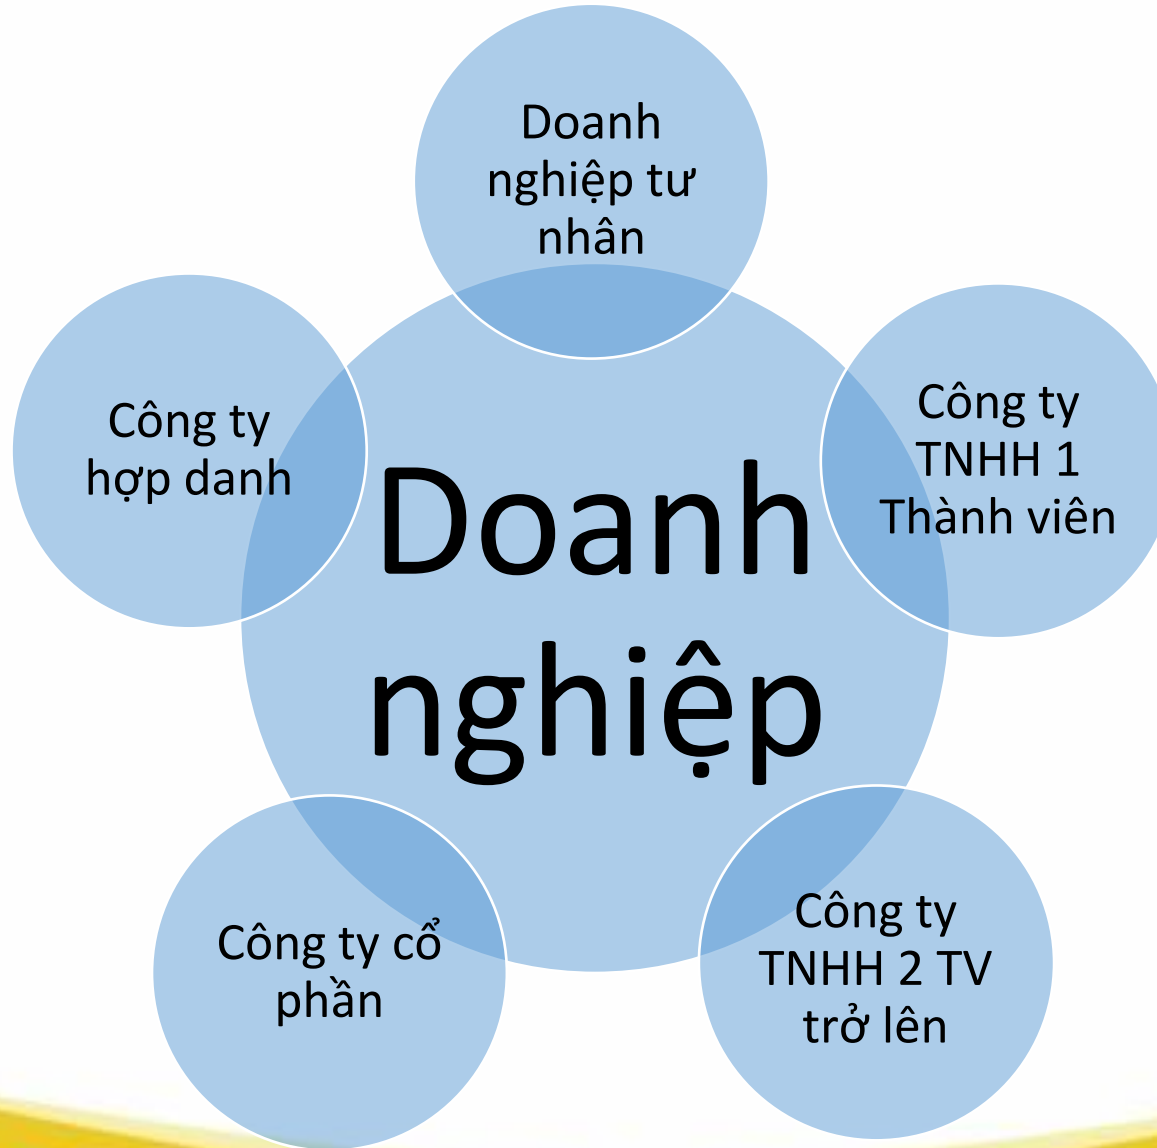 Doanh
nghiệp tư
nhân
Công ty
TNHH 1
Thành viên
Công ty
TNHH 2 TV
trở lên
Công ty cổ
phần
Công ty
hợp danh
Doanh
nghiệp